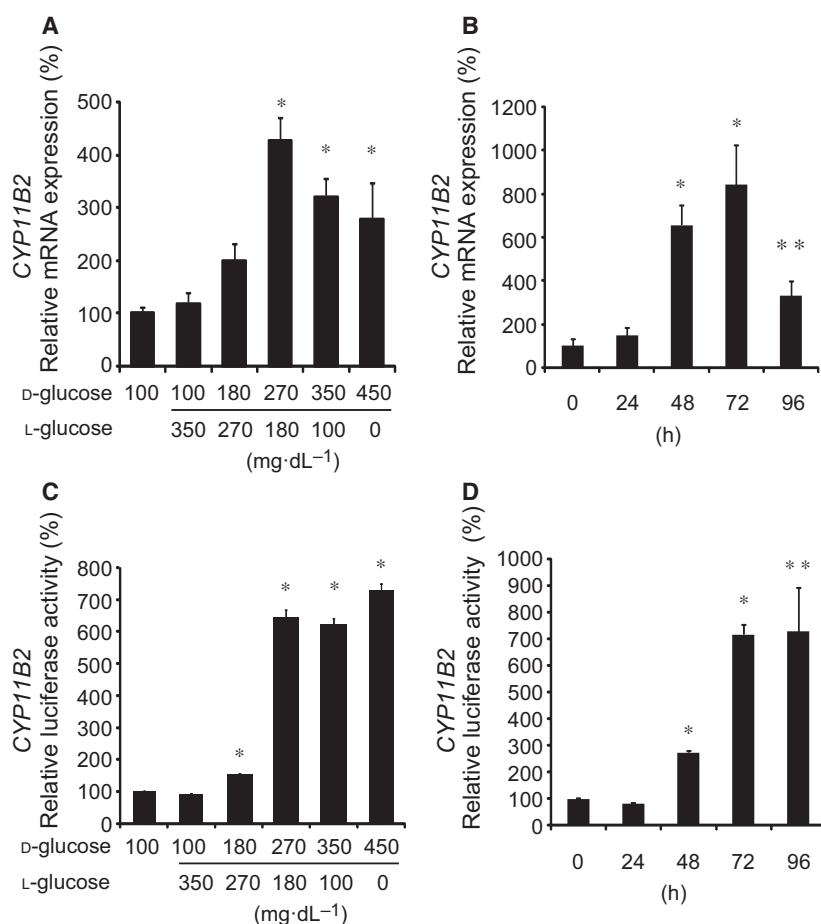 A
CYP11B2
Relative mRNA expression (%)
500
400
300
200
100
0
*
*
*
D-glucose 100 100 180 270 350 450
L-glucose 350 270 180 100 0
(mg·dL⁻¹)
B
CYP11B2
Relative mRNA expression (%)
1200
1000
800
600
400
200
0
*
*
**
0 24 48 72 96
(h)
C
CYP11B2
Relative luciferase activity (%)
800
700
600
500
400
300
200
100
0
*
*
*
*
D-glucose 100 100 180 270 350 450
L-glucose 350 270 180 100 0
(mg·dL⁻¹)
D
CYP11B2
Relative luciferase activity (%)
1000
900
800
700
600
500
400
300
200
100
0
*
*
**
0 24 48 72 96
(h)